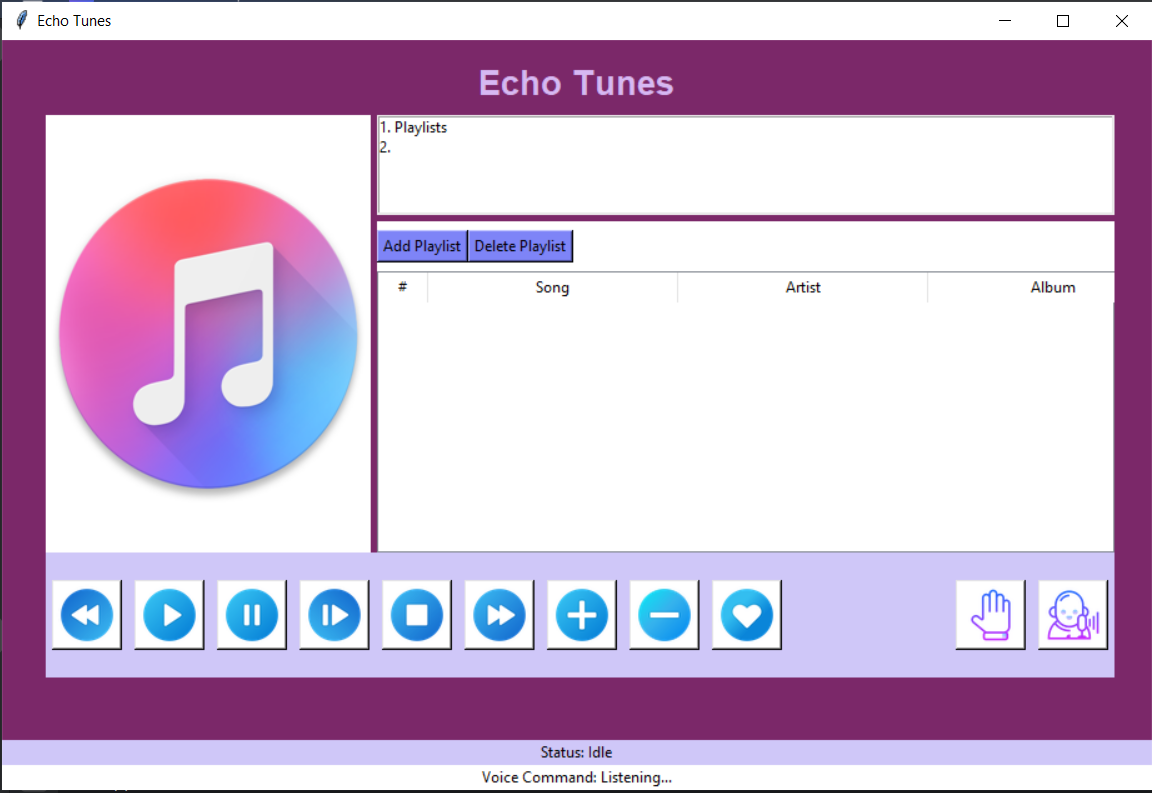 Echo Tunes
Echo Tunes
1. Playlists
2.
Add Playlist Delete Playlist
# Song Artist Album
Status: Idle
Voice Command: Listening...